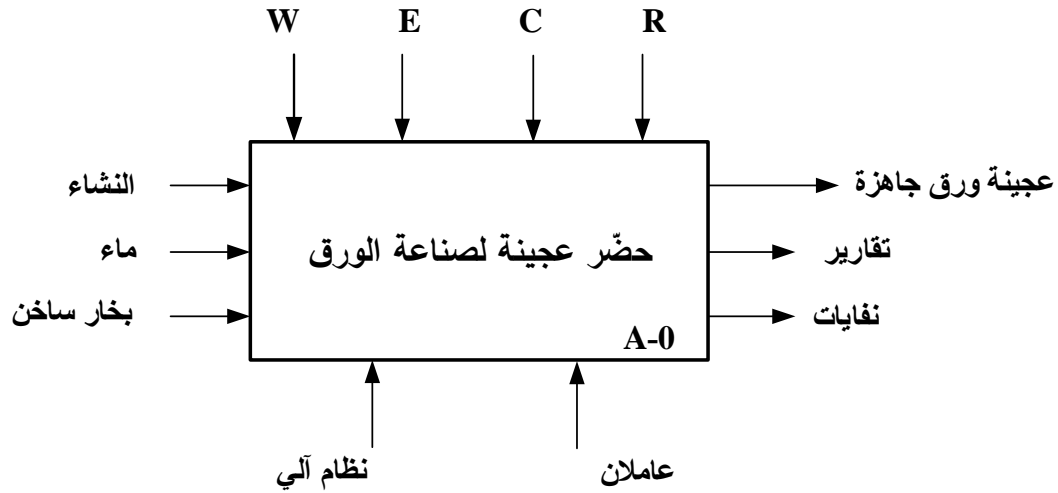 W E C R
النشاء
ماء
بخار ساخن
حضّر عجينة لصناعة الورق
A-0
عجينة ورق جاهزة
تقارير
نفايات
نظام آلي
عاملان